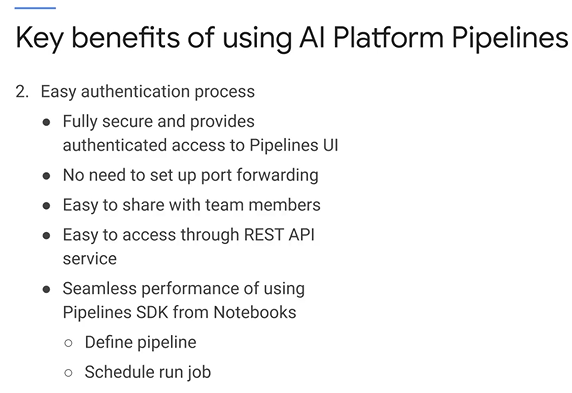 Key benefits of using AI Platform Pipelines
2. Easy authentication process
● Fully secure and provides
authenticated access to Pipelines UI
● No need to set up port forwarding
● Easy to share with team members
● Easy to access through REST API
service
● Seamless performance of using
Pipelines SDK from Notebooks
○ Define pipeline
○ Schedule run job